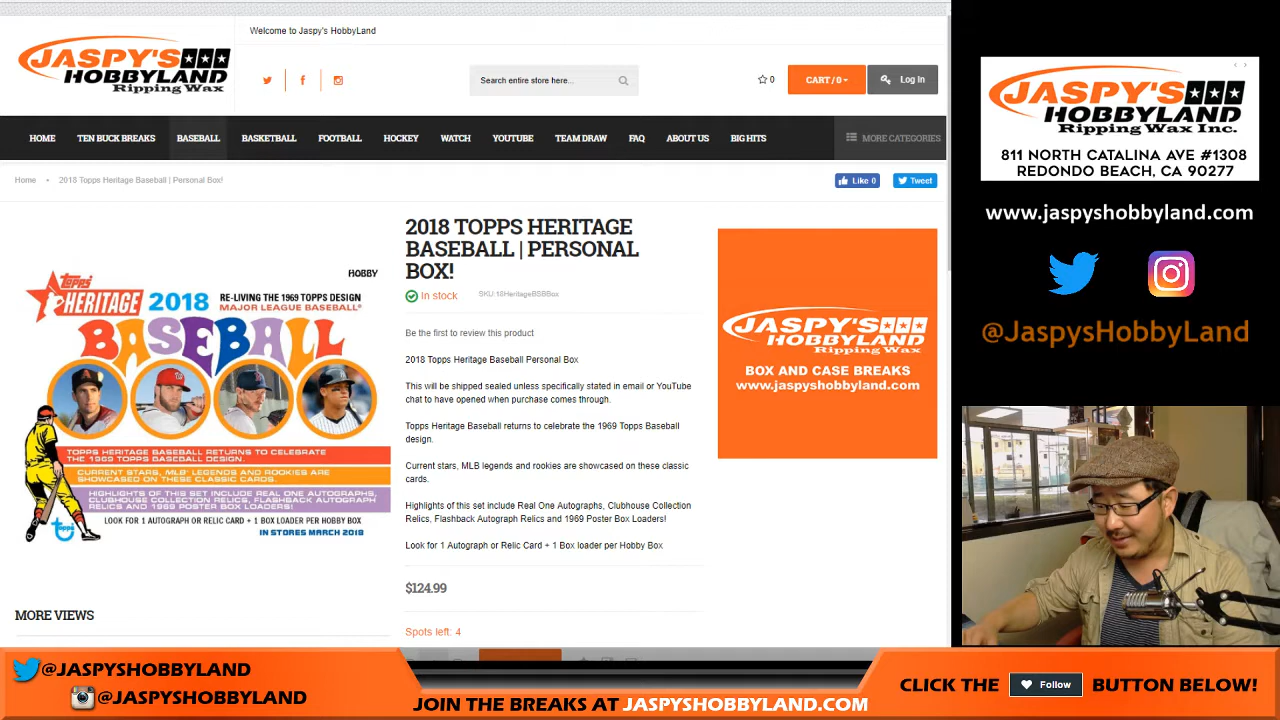 JASPY'S
HOBBYLAND
Ripping Wax
Welcome to Jaspy's HobbyLand
Search entire store here...
0
CART / 0
Log In
HOME TEN BUCK BREAKS BASEBALL BASKETBALL FOOTBALL HOCKEY WATCH YOUTUBE TEAM DRAW FAQ ABOUT US BIG HITS MORE CATEGORIES
Home • 2018 Topps Heritage Baseball | Personal Box!
Like 0
Tweet
HOBBY
Topps
HERITAGE
2018
RE-LIVING THE 1969 TOPPS DESIGN
MAJOR LEAGUE BASEBALL
BASEBALL
TOPPS HERITAGE BASEBALL RETURNS TO CELEBRATE
THE 1969 TOPPS BASEBALL DESIGN.
CURRENT STARS, MLB LEGENDS AND ROOKIES ARE
SHOWCASED ON THESE CLASSIC CARDS.
HIGHLIGHTS OF THIS SET INCLUDE REAL ONE AUTOGRAPHS,
CLUBHOUSE COLLECTION RELICS, FLASHBACK AUTOGRAPH
RELICS AND 1969 POSTER BOX LOADERS!
LOOK FOR 1 AUTOGRAPH OR RELIC CARD + 1 BOX LOADER PER HOBBY BOX
topps
IN STORES MARCH 2018
MORE VIEWS
2018 TOPPS HERITAGE
BASEBALL | PERSONAL
BOX!
In stock
SKU:18HeritageBSBBox
Be the first to review this product
2018 Topps Heritage Baseball Personal Box
This will be shipped sealed unless specifically stated in email or YouTube
chat to have opened when purchase comes through.
Topps Heritage Baseball returns to celebrate the 1969 Topps Baseball
design.
Current stars, MLB legends and rookies are showcased on these classic
cards.
Highlights of this set include Real One Autographs, Clubhouse Collection
Relics, Flashback Autograph Relics and 1969 Poster Box Loaders!
Look for 1 Autograph or Relic Card + 1 Box loader per Hobby Box
$124.99
Spots left: 4
JASPY'S
HOBBYLAND
Ripping Wax
BOX AND CASE BREAKS
www.jaspyshobbyland.com
JASPY'S
HOBBYLAND
Ripping Wax Inc.
811 NORTH CATALINA AVE #1308
REDONDO BEACH, CA 90277
www.jaspyshobbyland.com
@JaspysHobbyLand
@JASPYSHOBBYLAND
@JASPYSHOBBYLAND
JOIN THE BREAKS AT JASPYSHOBBYLAND.COM
CLICK THE Follow BUTTON BELOW!